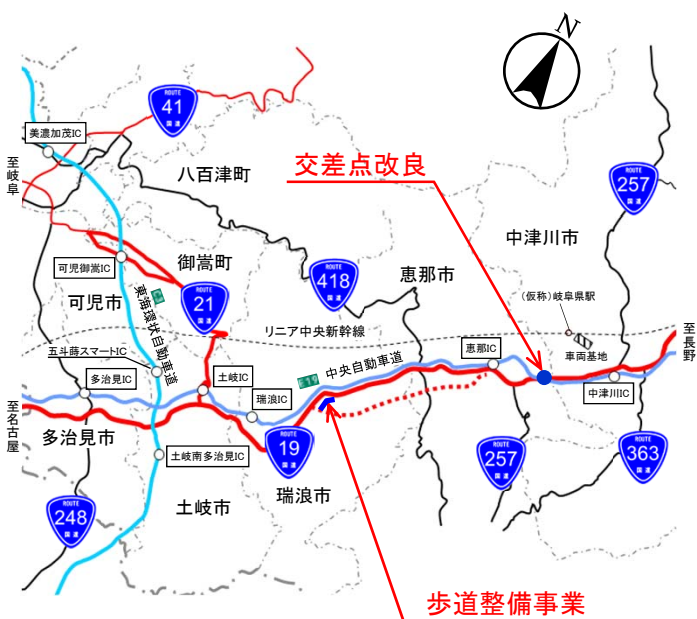 N
ROUTE
41
国道
美濃加茂IC
至岐阜
八百津町
交差点改良
ROUTE
257
国道
中津川市
御嵩町
可児御嵩IC
ROUTE
418
国道
恵那市
(仮称)岐阜県駅
可児市
東海環状自動車道
ROUTE
21
国道
リニア中央新幹線
車両基地
至長野
五斗蒔スマートIC
恵那IC
中央自動車道
E19
多治見IC
土岐IC
瑞浪IC
中津川IC
至名古屋
多治見市
ROUTE
19
国道
ROUTE
257
国道
ROUTE
363
国道
土岐南多治見IC
瑞浪市
土岐市
ROUTE
248
国道
歩道整備事業